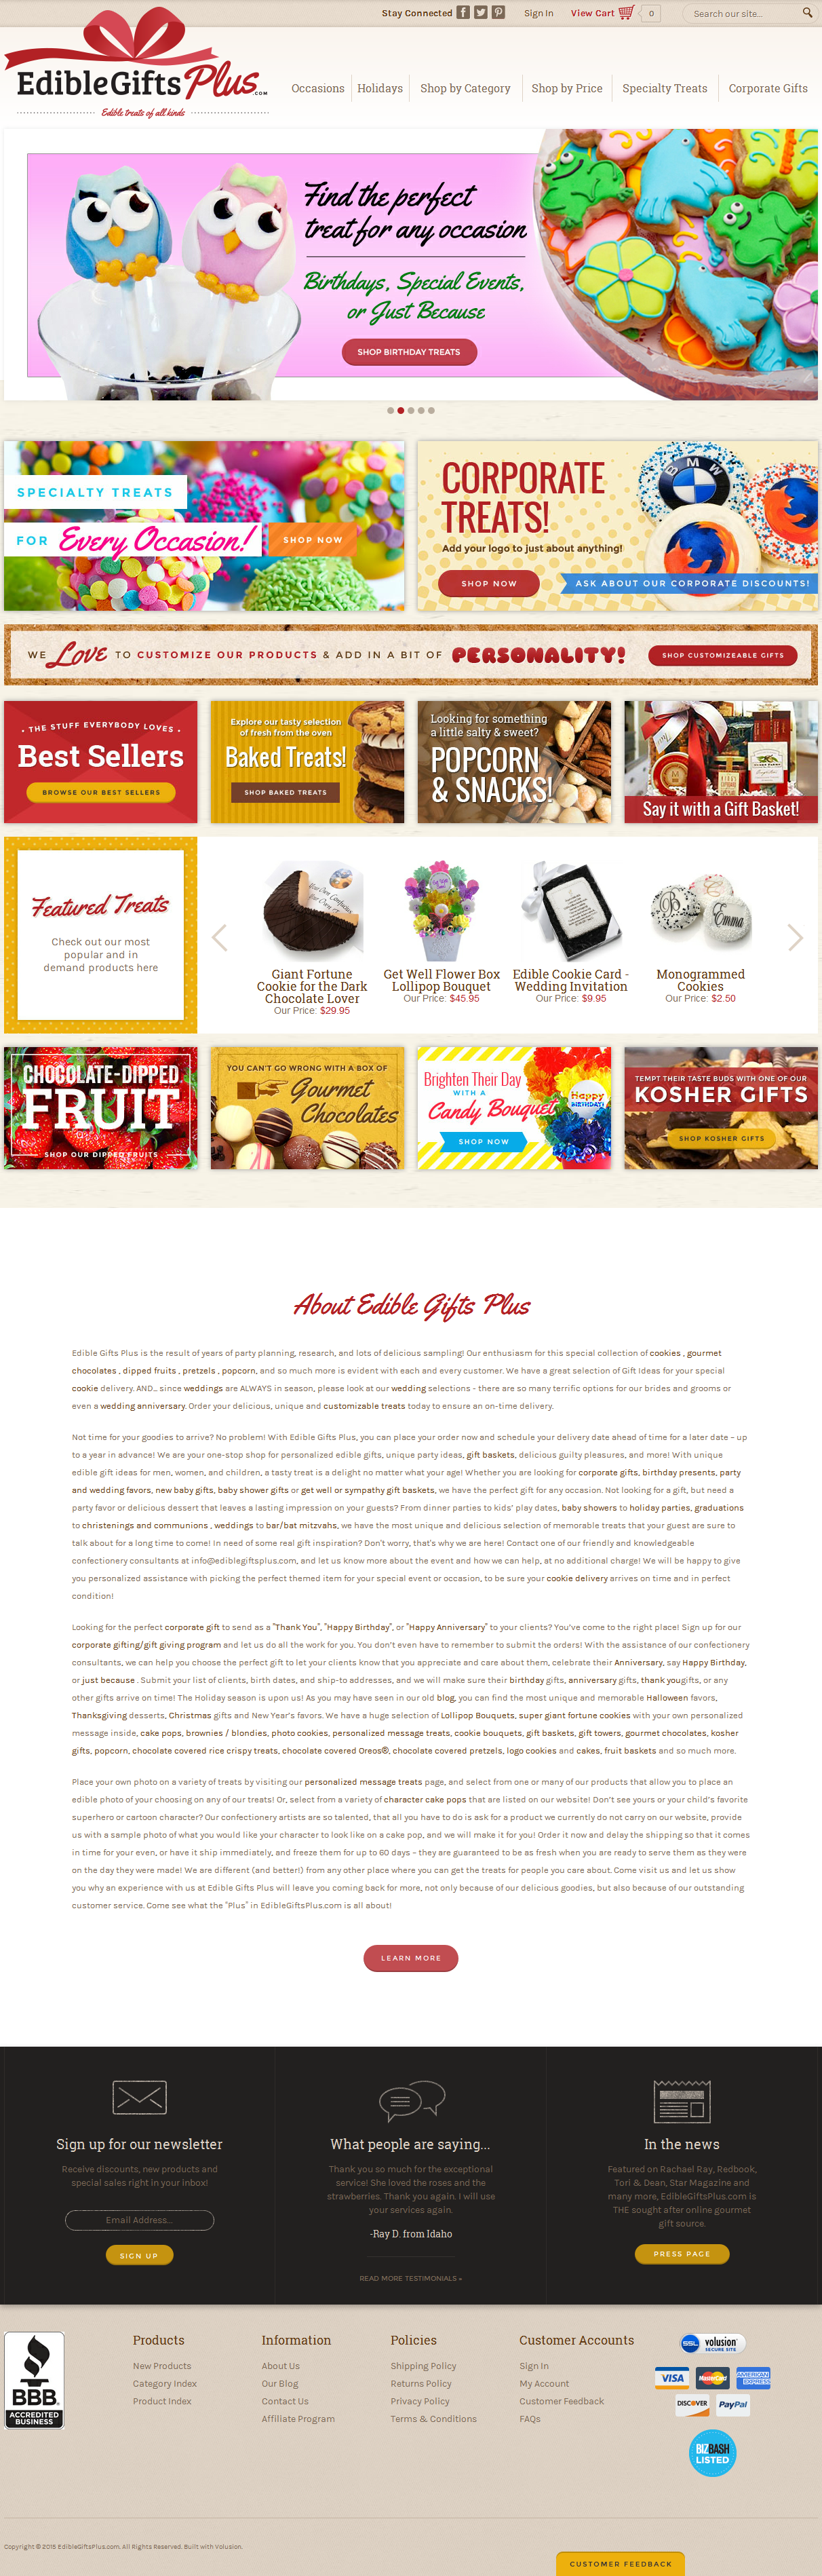 Stay Connected
Sign In
View Cart
0
Search our site...
EdibleGiftsPlus.COM
Edible treats of all kinds
Occasions
Holidays
Shop by Category
Shop by Price
Specialty Treats
Corporate Gifts
Find the perfect
treat for any occasion
Birthdays, Special Events,
or Just Because
SHOP BIRTHDAY TREATS
SPECIALTY TREATS
FOR Every Occasion!
SHOP NOW
CORPORATE
TREATS!
Add your logo to just about anything!
SHOP NOW
ASK ABOUT OUR CORPORATE DISCOUNTS!
BMW
WE Love TO CUSTOMIZE OUR PRODUCTS & ADD IN A BIT OF PERSONALITY!
SHOP CUSTOMIZEABLE GIFTS
• THE STUFF EVERYBODY LOVES •
Best Sellers
BROWSE OUR BEST SELLERS
Explore our tasty selection
of fresh from the oven
Baked Treats!
SHOP BAKED TREATS
Looking for something
a little salty & sweet?
POPCORN
& SNACKS!
Say it with a Gift Basket!
Featured Treats
Check out our most
popular and in
demand products here
Giant Fortune
Cookie for the Dark
Chocolate Lover
Our Price: $29.95
Get Well Flower Box
Lollipop Bouquet
Our Price: $45.95
Edible Cookie Card -
Wedding Invitation
Our Price: $9.95
B
C
Emma
Monogrammed
Cookies
Our Price: $2.50
CHOCOLATE-DIPPED
FRUIT
SHOP OUR DIPPED FRUITS
YOU CAN'T GO WRONG WITH A BOX OF
Gourmet
Chocolates
Brighten Their Day
WITH A
Candy Bouquet
SHOP NOW
Happy
BIRTHDAY!
TEMPT THEIR TASTE BUDS WITH ONE OF OUR
KOSHER GIFTS
SHOP KOSHER GIFTS
About Edible Gifts Plus
Edible Gifts Plus is the result of years of party planning, research, and lots of delicious sampling! Our enthusiasm for this special collection of cookies , gourmet
chocolates , dipped fruits , pretzels , popcorn, and so much more is evident with each and every customer. We have a great selection of Gift Ideas for your special
cookie delivery. AND... since weddings are ALWAYS in season, please look at our wedding selections - there are so many terrific options for our brides and grooms or
even a wedding anniversary. Order your delicious, unique and customizable treats today to ensure an on-time delivery.
Not time for your goodies to arrive? No problem! With Edible Gifts Plus, you can place your order now and schedule your delivery date ahead of time for a later date – up
to a year in advance! We are your one-stop shop for personalized edible gifts, unique party ideas, gift baskets, delicious guilty pleasures, and more! With unique
edible gift ideas for men, women, and children, a tasty treat is a delight no matter what your age! Whether you are looking for corporate gifts, birthday presents, party
and wedding favors, new baby gifts, baby shower gifts or get well or sympathy gift baskets, we have the perfect gift for any occasion. Not looking for a gift, but need a
party favor or delicious dessert that leaves a lasting impression on your guests? From dinner parties to kids' play dates, baby showers to holiday parties, graduations
to christenings and communions , weddings to bar/bat mitzvahs, we have the most unique and delicious selection of memorable treats that your guest are sure to
talk about for a long time to come! In need of some real gift inspiration? Don't worry, that's why we are here! Contact one of our friendly and knowledgeable
confectionery consultants at info@ediblegiftsplus.com, and let us know more about the event and how we can help, at no additional charge! We will be happy to give
you personalized assistance with picking the perfect themed item for your special event or occasion, to be sure your cookie delivery arrives on time and in perfect
condition!
Looking for the perfect corporate gift to send as a "Thank You", "Happy Birthday", or "Happy Anniversary" to your clients? You've come to the right place! Sign up for our
corporate gifting/gift giving program and let us do all the work for you. You don't even have to remember to submit the orders! With the assistance of our confectionery
consultants, we can help you choose the perfect gift to let your clients know that you appreciate and care about them, celebrate their Anniversary, say Happy Birthday,
or just because . Submit your list of clients, birth dates, and ship-to addresses, and we will make sure their birthday gifts, anniversary gifts, thank yougifts, or any
other gifts arrive on time! The Holiday season is upon us! As you may have seen in our old blog, you can find the most unique and memorable Halloween favors,
Thanksgiving desserts, Christmas gifts and New Year's favors. We have a huge selection of Lollipop Bouquets, super giant fortune cookies with your own personalized
message inside, cake pops, brownies / blondies, photo cookies, personalized message treats, cookie bouquets, gift baskets, gift towers, gourmet chocolates, kosher
gifts, popcorn, chocolate covered rice crispy treats, chocolate covered Oreos®, chocolate covered pretzels, logo cookies and cakes, fruit baskets and so much more.
Place your own photo on a variety of treats by visiting our personalized message treats page, and select from one or many of our products that allow you to place an
edible photo of your choosing on any of our treats! Or, select from a variety of character cake pops that are listed on our website! Don't see yours or your child's favorite
superhero or cartoon character? Our confectionery artists are so talented, that all you have to do is ask for a product we currently do not carry on our website, provide
us with a sample photo of what you would like your character to look like on a cake pop, and we will make it for you! Order it now and delay the shipping so that it comes
in time for your even, or have it ship immediately, and freeze them for up to 60 days – they are guaranteed to be as fresh when you are ready to serve them as they were
on the day they were made! We are different (and better!) from any other place where you can get the treats for people you care about. Come visit us and let us show
you why an experience with us at Edible Gifts Plus will leave you coming back for more, not only because of our delicious goodies, but also because of our outstanding
customer service. Come see what the "Plus" in EdibleGiftsPlus.com is all about!
LEARN MORE
Sign up for our newsletter
Receive discounts, new products and
special sales right in your inbox!
Email Address...
SIGN UP
What people are saying...
Thank you so much for the exceptional
service! She loved the roses and the
strawberries. Thank you again. I will use
your services again.
-Ray D. from Idaho
READ MORE TESTIMONIALS »
In the news
Featured on Rachael Ray, Redbook,
Tori & Dean, Star Magazine and
many more, EdibleGiftsPlus.com is
THE sought after online gourmet
gift source.
PRESS PAGE
BBB
ACCREDITED
BUSINESS
Products
New Products
Category Index
Product Index
Information
About Us
Our Blog
Contact Us
Affiliate Program
Policies
Shipping Policy
Returns Policy
Privacy Policy
Terms & Conditions
Customer Accounts
Sign In
My Account
Customer Feedback
FAQs
SSL volusion
SECURE SITE
VISA
MasterCard
AMERICAN
EXPRESS
DISCOVER
PayPal
BIZBASH
LISTED
Copyright © 2015 EdibleGiftsPlus.com. All Rights Reserved. Built with Volusion.
CUSTOMER FEEDBACK